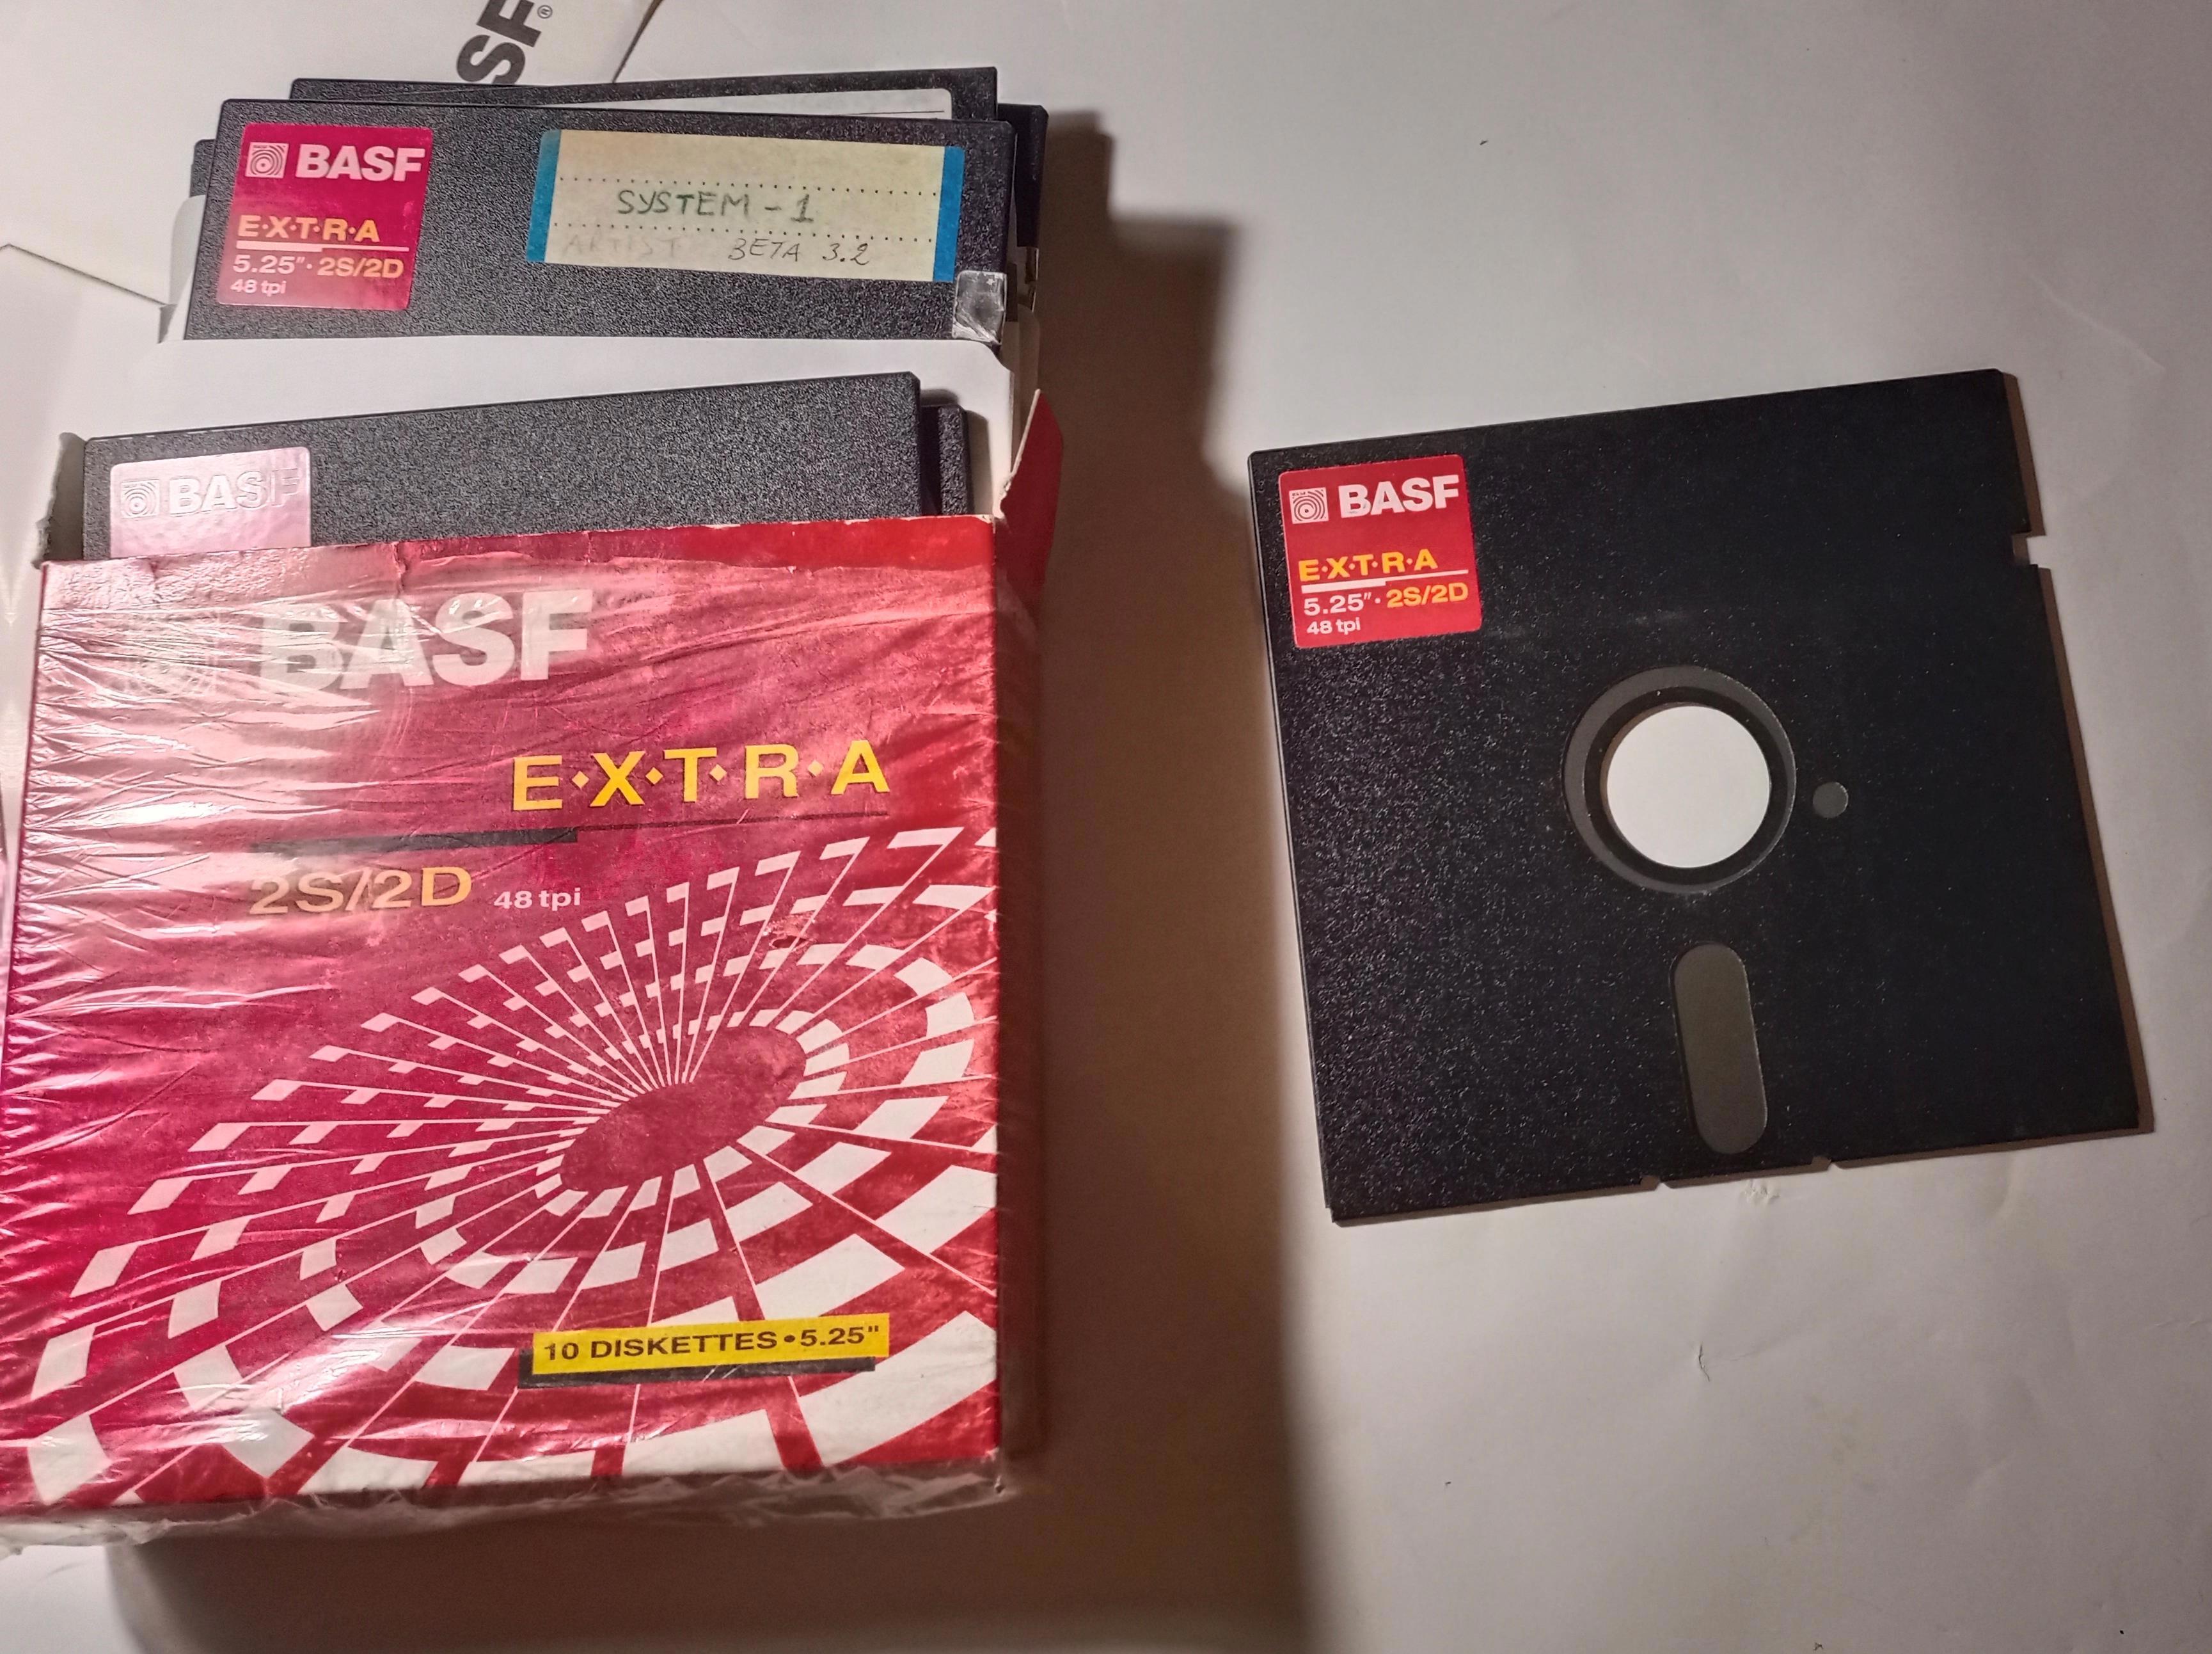 SF®
BASF
E·X·T·R·A
5.25"·2S/2D
48 tpi
SYSTEM-1
ARTIST BETA 3.2
BASF
BASF
E·X·T·R·A
2S/2D 48 tpi
10 DISKETTES•5.25"
BASF
E·X·T·R·A
5.25"·2S/2D
48 tpi